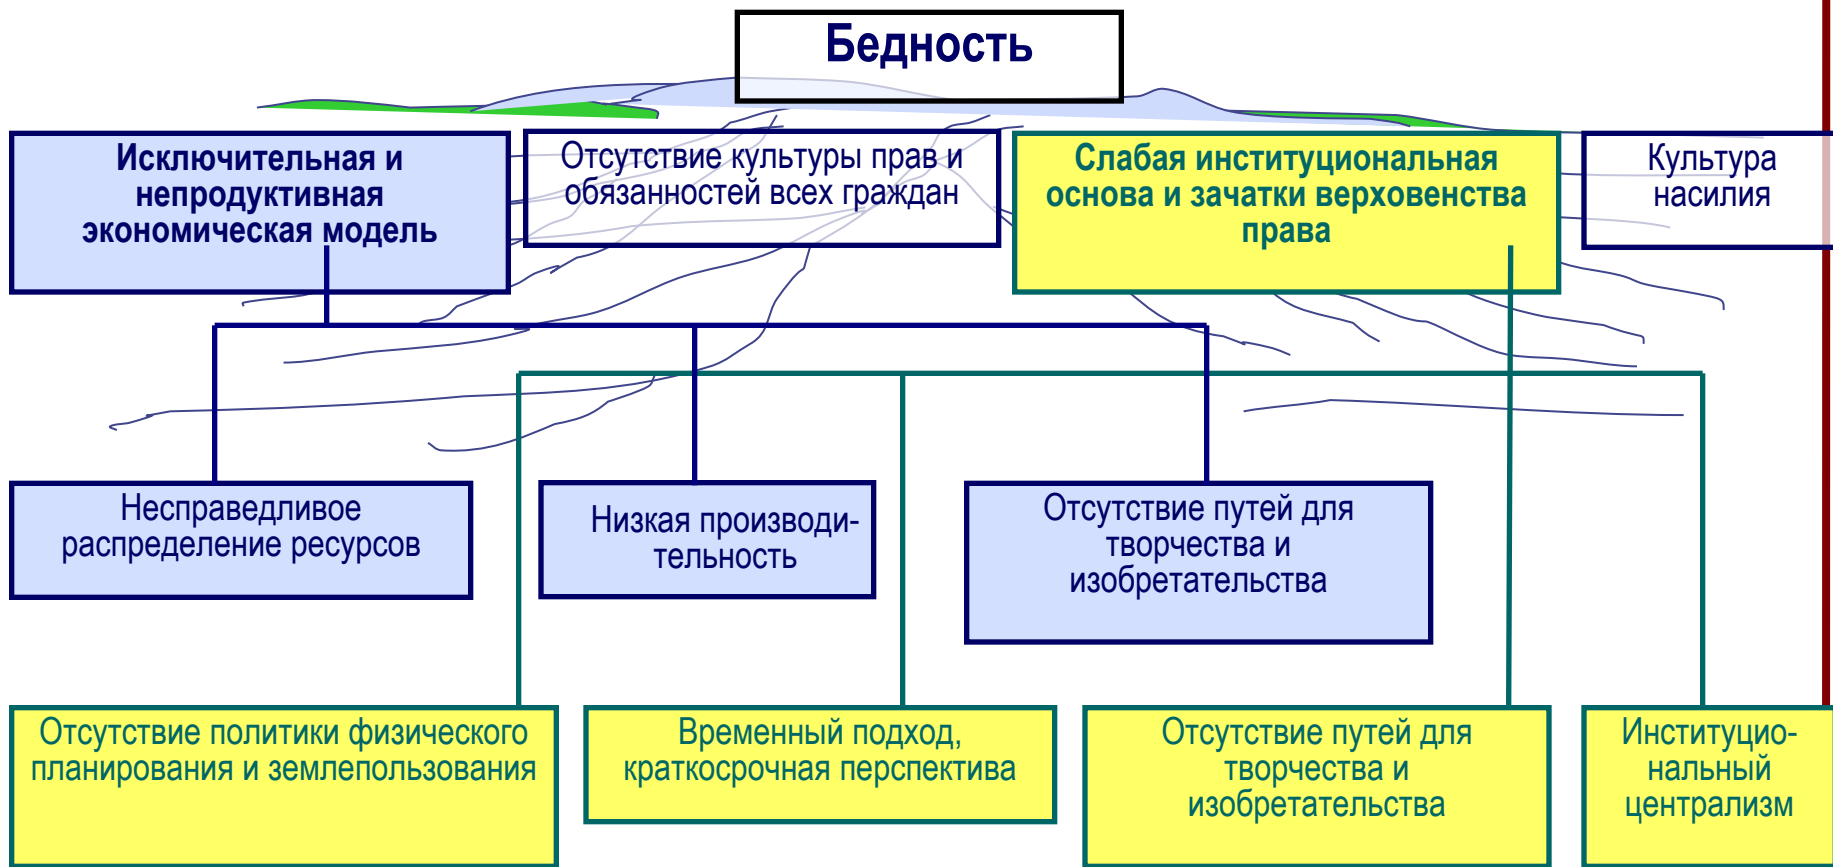 Бедность
Исключительная и
непродуктивная
экономическая модель
Отсутствие культуры прав и
обязанностей всех граждан
Слабая институциональная
основа и зачатки верховенства
права
Культура
насилия
Несправедливое
распределение ресурсов
Низкая производи-
тельность
Отсутствие путей для
творчества и
изобретательства
Отсутствие политики физического
планирования и землепользования
Временный подход,
краткосрочная перспектива
Отсутствие путей для
творчества и
изобретательства
Институцио-
нальный
централизм